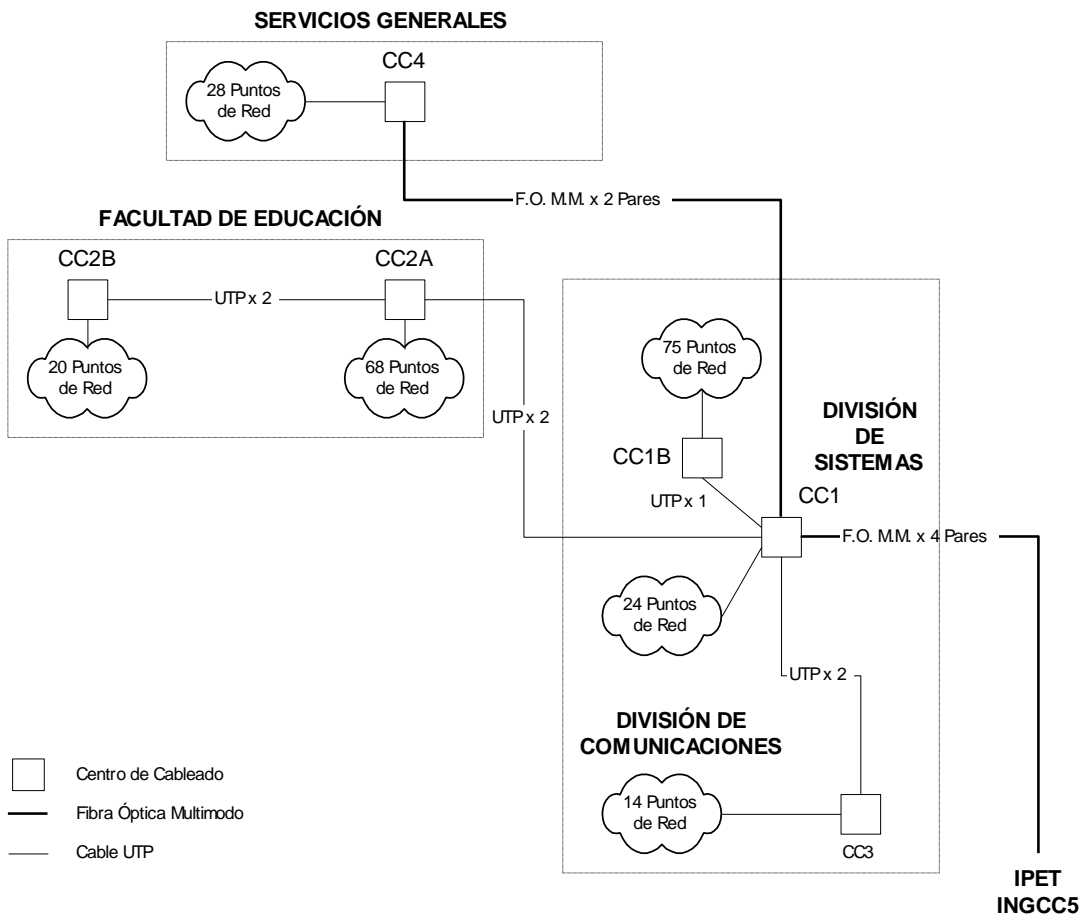 SERVICIOS GENERALES
CC4
28 Puntos
de Red
F.O. M.M. x 2 Pares
FACULTAD DE EDUCACIÓN
CC2B
CC2A
UTP x 2
20 Puntos
de Red
68 Puntos
de Red
UTP x 2
75 Puntos
de Red
DIVISIÓN
DE
SISTEMAS
CC1B
CC1
UTP x 1
F.O. M.M. x 4 Pares
24 Puntos
de Red
UTP x 2
DIVISIÓN DE
COMUNICACIONES
14 Puntos
de Red
CC3
Centro de Cableado
Fibra Óptica Multimodo
Cable UTP
IPET
INGCC5